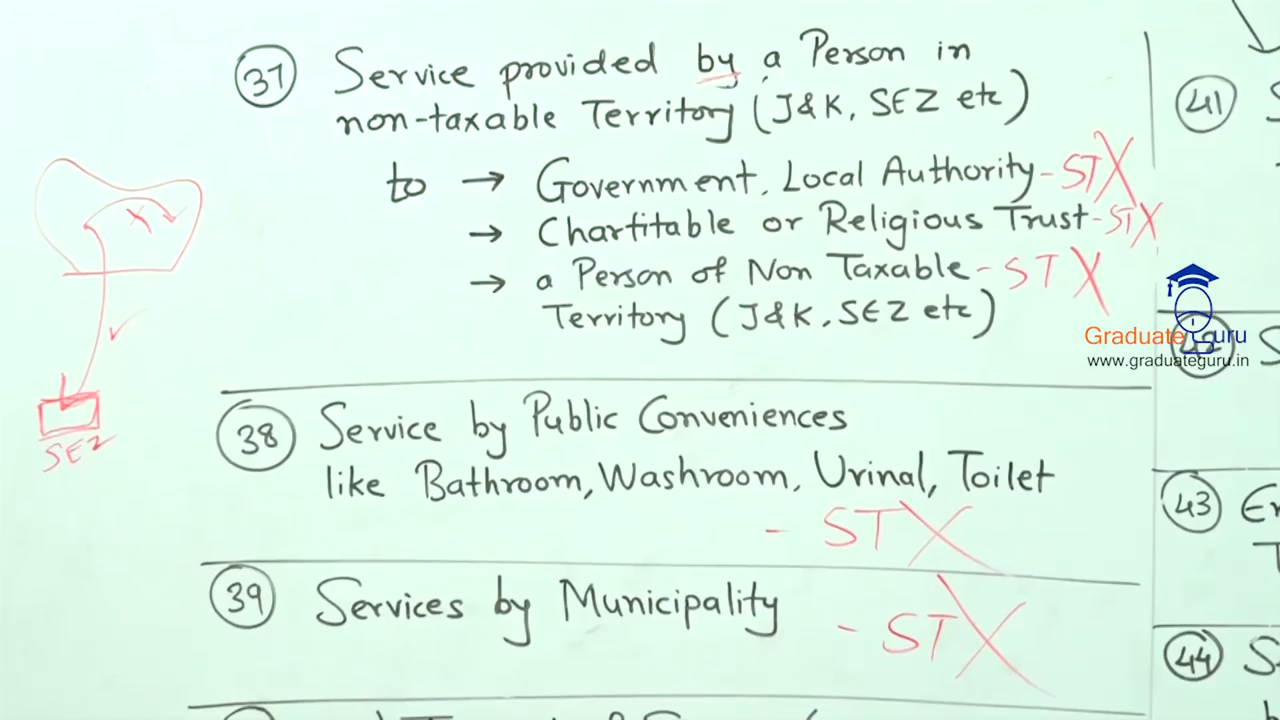 37 Service provided by a Person in
non-taxable Territory (J&K, SEZ etc)
to → Government, Local Authority - ST X
→ Chartitable or Religious Trust - ST X
→ a Person of Non Taxable - ST X
Territory (J&K, SEZ etc)
SEZ
38 Service by Public Conveniences
like Bathroom, Washroom, Urinal, Toilet
- ST X
39 Services by Municipality - ST X
41 S
42 S
43
44
Graduate Guru
www.graduateguru.in